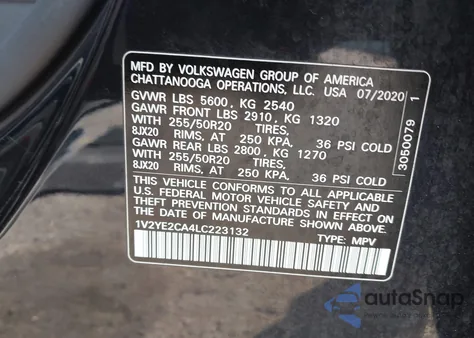 MFD BY VOLKSWAGEN GROUP OF AMERICA
CHATTANOOGA OPERATIONS, LLC. USA 07/2020
GVWR LBS 5600, KG 2540
GAWR FRONT LBS 2910, KG 1320
WITH 255/50R20 TIRES,
8JX20 RIMS, AT 250 KPA, 36 PSI COLD
GAWR REAR LBS 2800, KG 1270
WITH 255/50R20 TIRES,
8JX20 RIMS, AT 250 KPA, 36 PSI COLD
THIS VEHICLE CONFORMS TO ALL APPLICABLE
U.S. FEDERAL MOTOR VEHICLE SAFETY AND
THEFT PREVENTION STANDARDS IN EFFECT ON
THE DATE OF MANUFACTURE SHOWN ABOVE.
1V2YE2CA4LC223132 TYPE: MPV
3050079 1
autoSnap